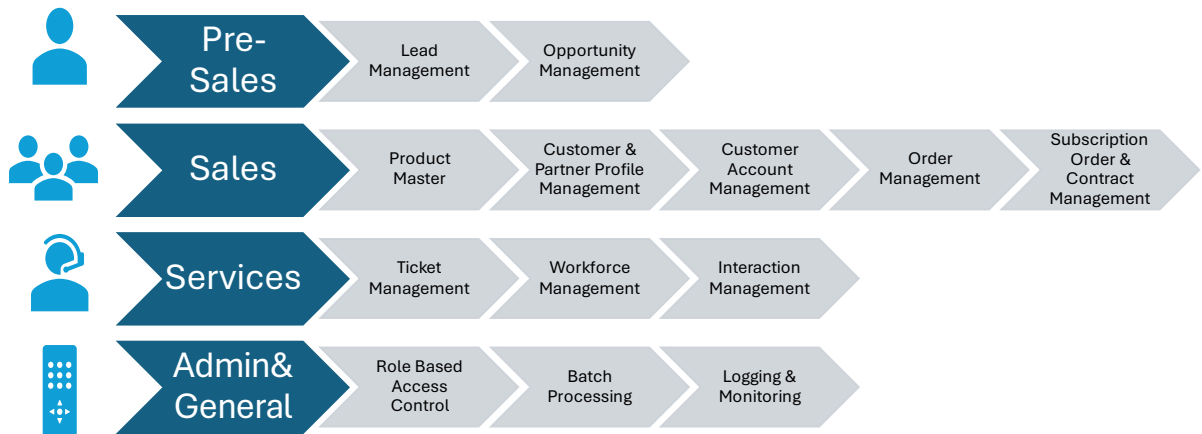 Pre-
Sales
Lead
Management
Opportunity
Management
Sales
Product
Master
Customer &
Partner Profile
Management
Customer
Account
Management
Order
Management
Subscription
Order &
Contract
Management
Services
Ticket
Management
Workforce
Management
Interaction
Management
Admin&
General
Role Based
Access
Control
Batch
Processing
Logging &
Monitoring